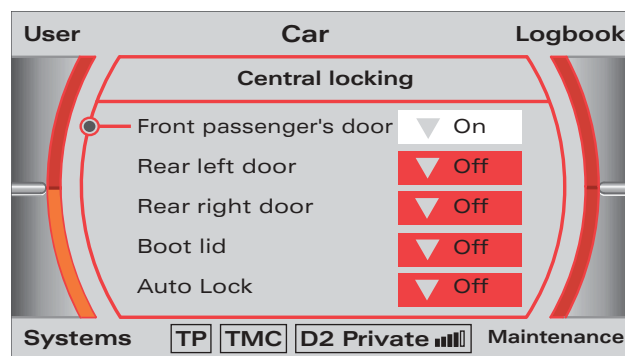 User Car Logbook
Central locking
Front passenger's door On
Rear left door Off
Rear right door Off
Boot lid Off
Auto Lock Off
Systems TP TMC D2 Private Maintenance